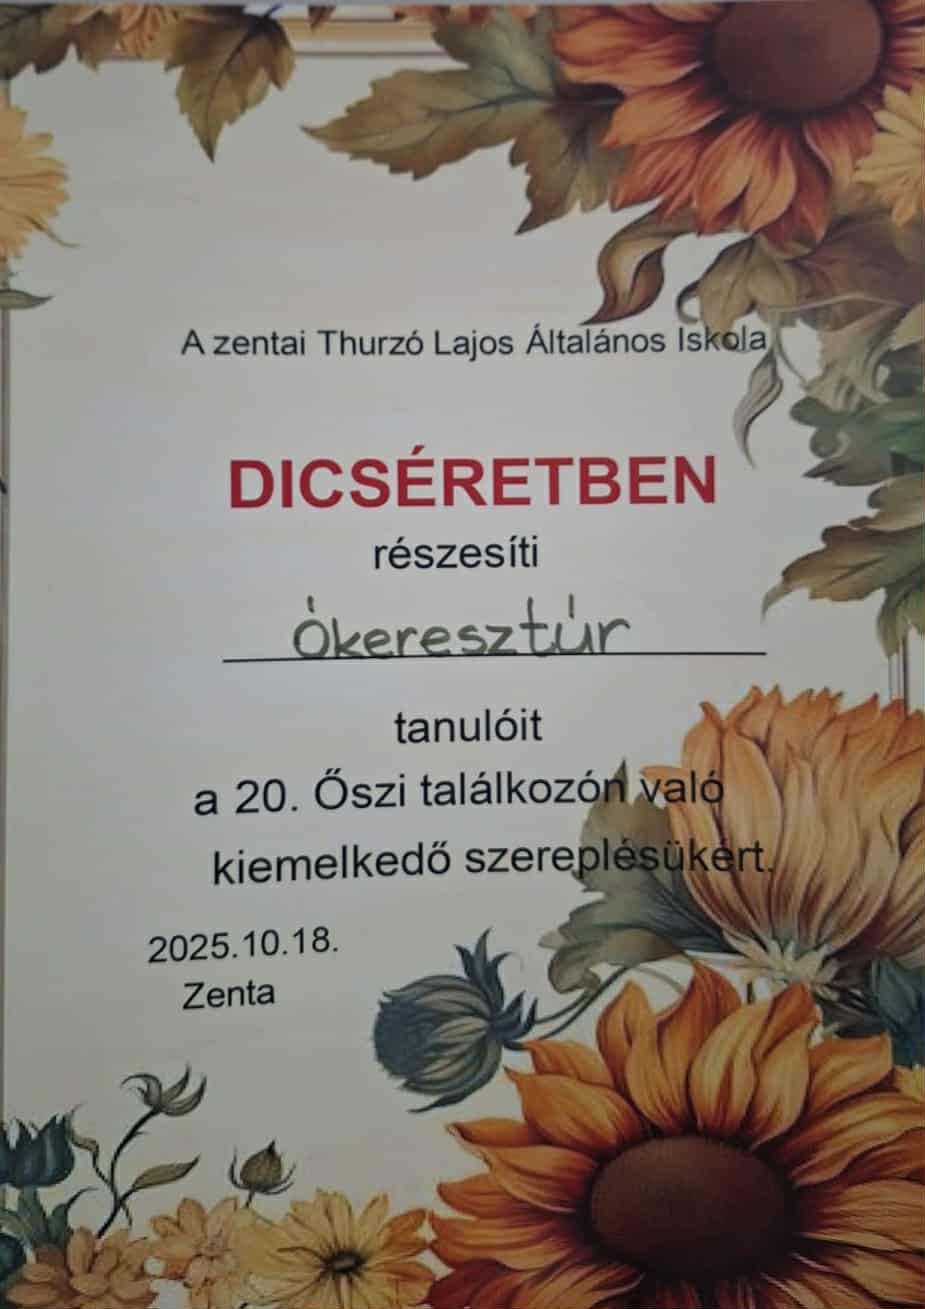 A zentai Thurzó Lajos Általános Iskola
DICSÉRETBEN
részesíti
Ókeresztúr
tanulóit
a 20. Őszi találkozón való
kiemelkedő szereplésükért.
2025.10.18.
Zenta